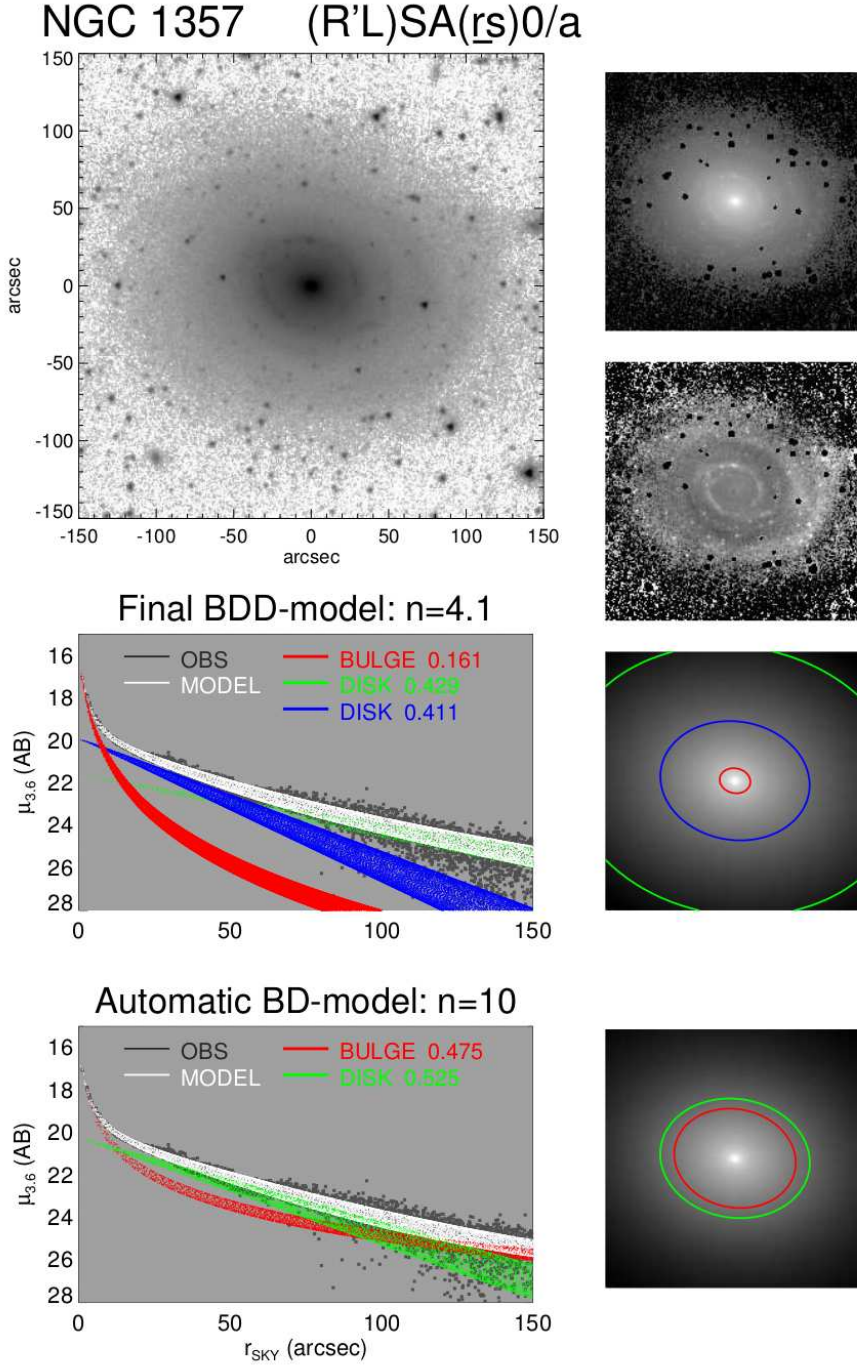 NGC 1357 (R'L)SA(rs)0/a
150
100
50
0
-50
-100
-150
arcsec
-150 -100 -50 0 50 100 150
arcsec
Final BDD-model: n=4.1
16
18
20
22
24
26
28
μ3.6 (AB)
OBS
MODEL
BULGE 0.161
DISK 0.429
DISK 0.411
0 50 100 150
Automatic BD-model: n=10
16
18
20
22
24
26
28
μ3.6 (AB)
OBS
MODEL
BULGE 0.475
DISK 0.525
0 50 100 150
rSKY (arcsec)